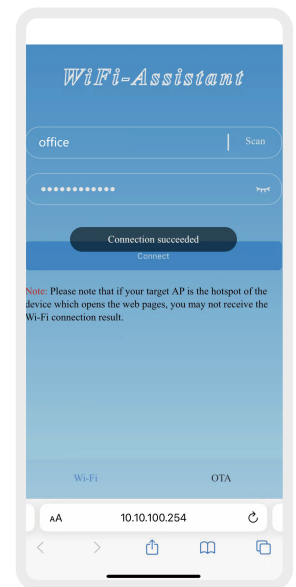 WiFi-Assistant
office
Scan
••••••••••••
Connection succeeded
Connect
Note: Please note that if your target AP is the hotspot of the
device which opens the web pages, you may not receive the
Wi-Fi connection result.
Wi-Fi
OTA
AA
10.10.100.254